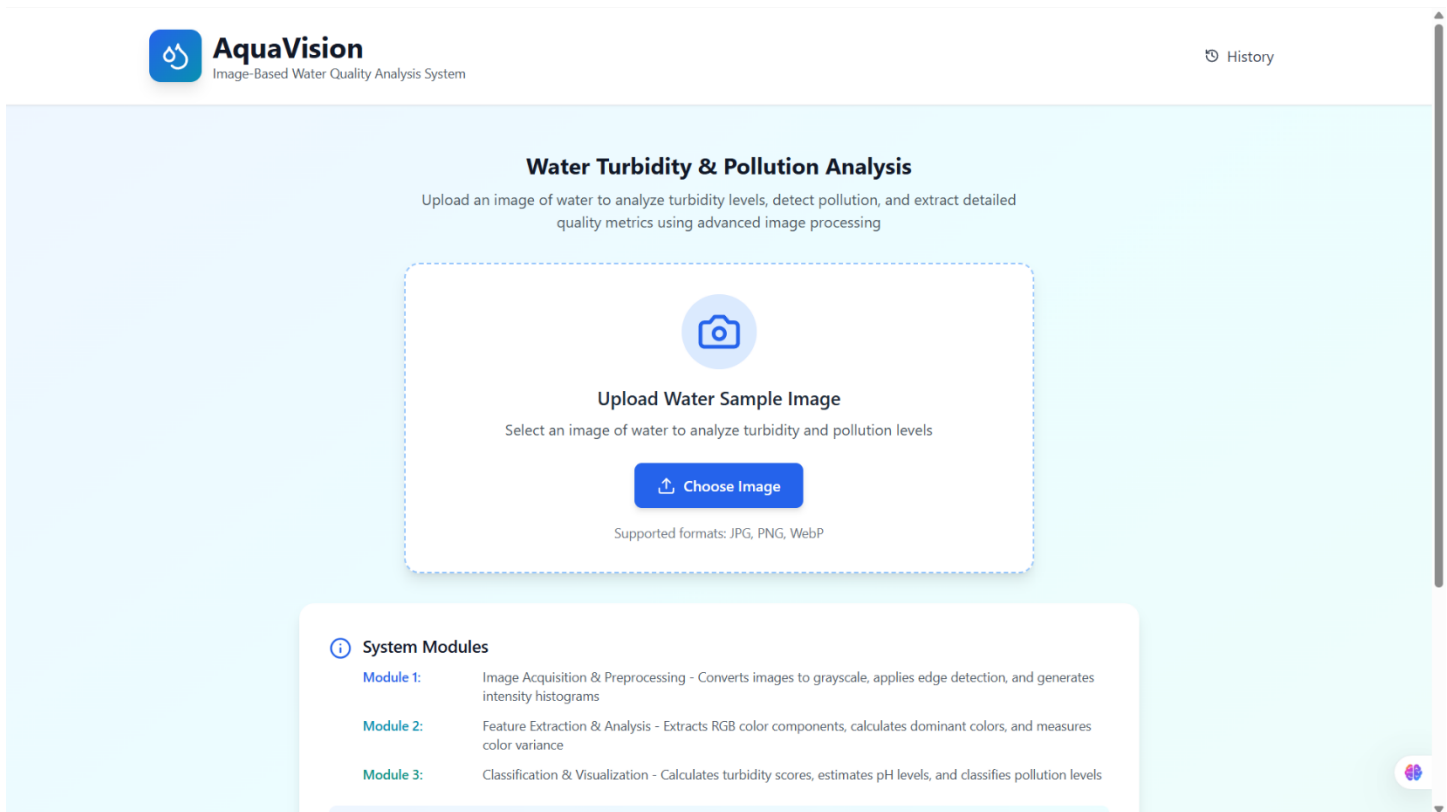 AquaVision
Image-Based Water Quality Analysis System
History
Water Turbidity & Pollution Analysis
Upload an image of water to analyze turbidity levels, detect pollution, and extract detailed
quality metrics using advanced image processing
Upload Water Sample Image
Select an image of water to analyze turbidity and pollution levels
Choose Image
Supported formats: JPG, PNG, WebP
System Modules
Module 1:
Image Acquisition & Preprocessing - Converts images to grayscale, applies edge detection, and generates
intensity histograms
Module 2:
Feature Extraction & Analysis - Extracts RGB color components, calculates dominant colors, and measures
color variance
Module 3:
Classification & Visualization - Calculates turbidity scores, estimates pH levels, and classifies pollution levels